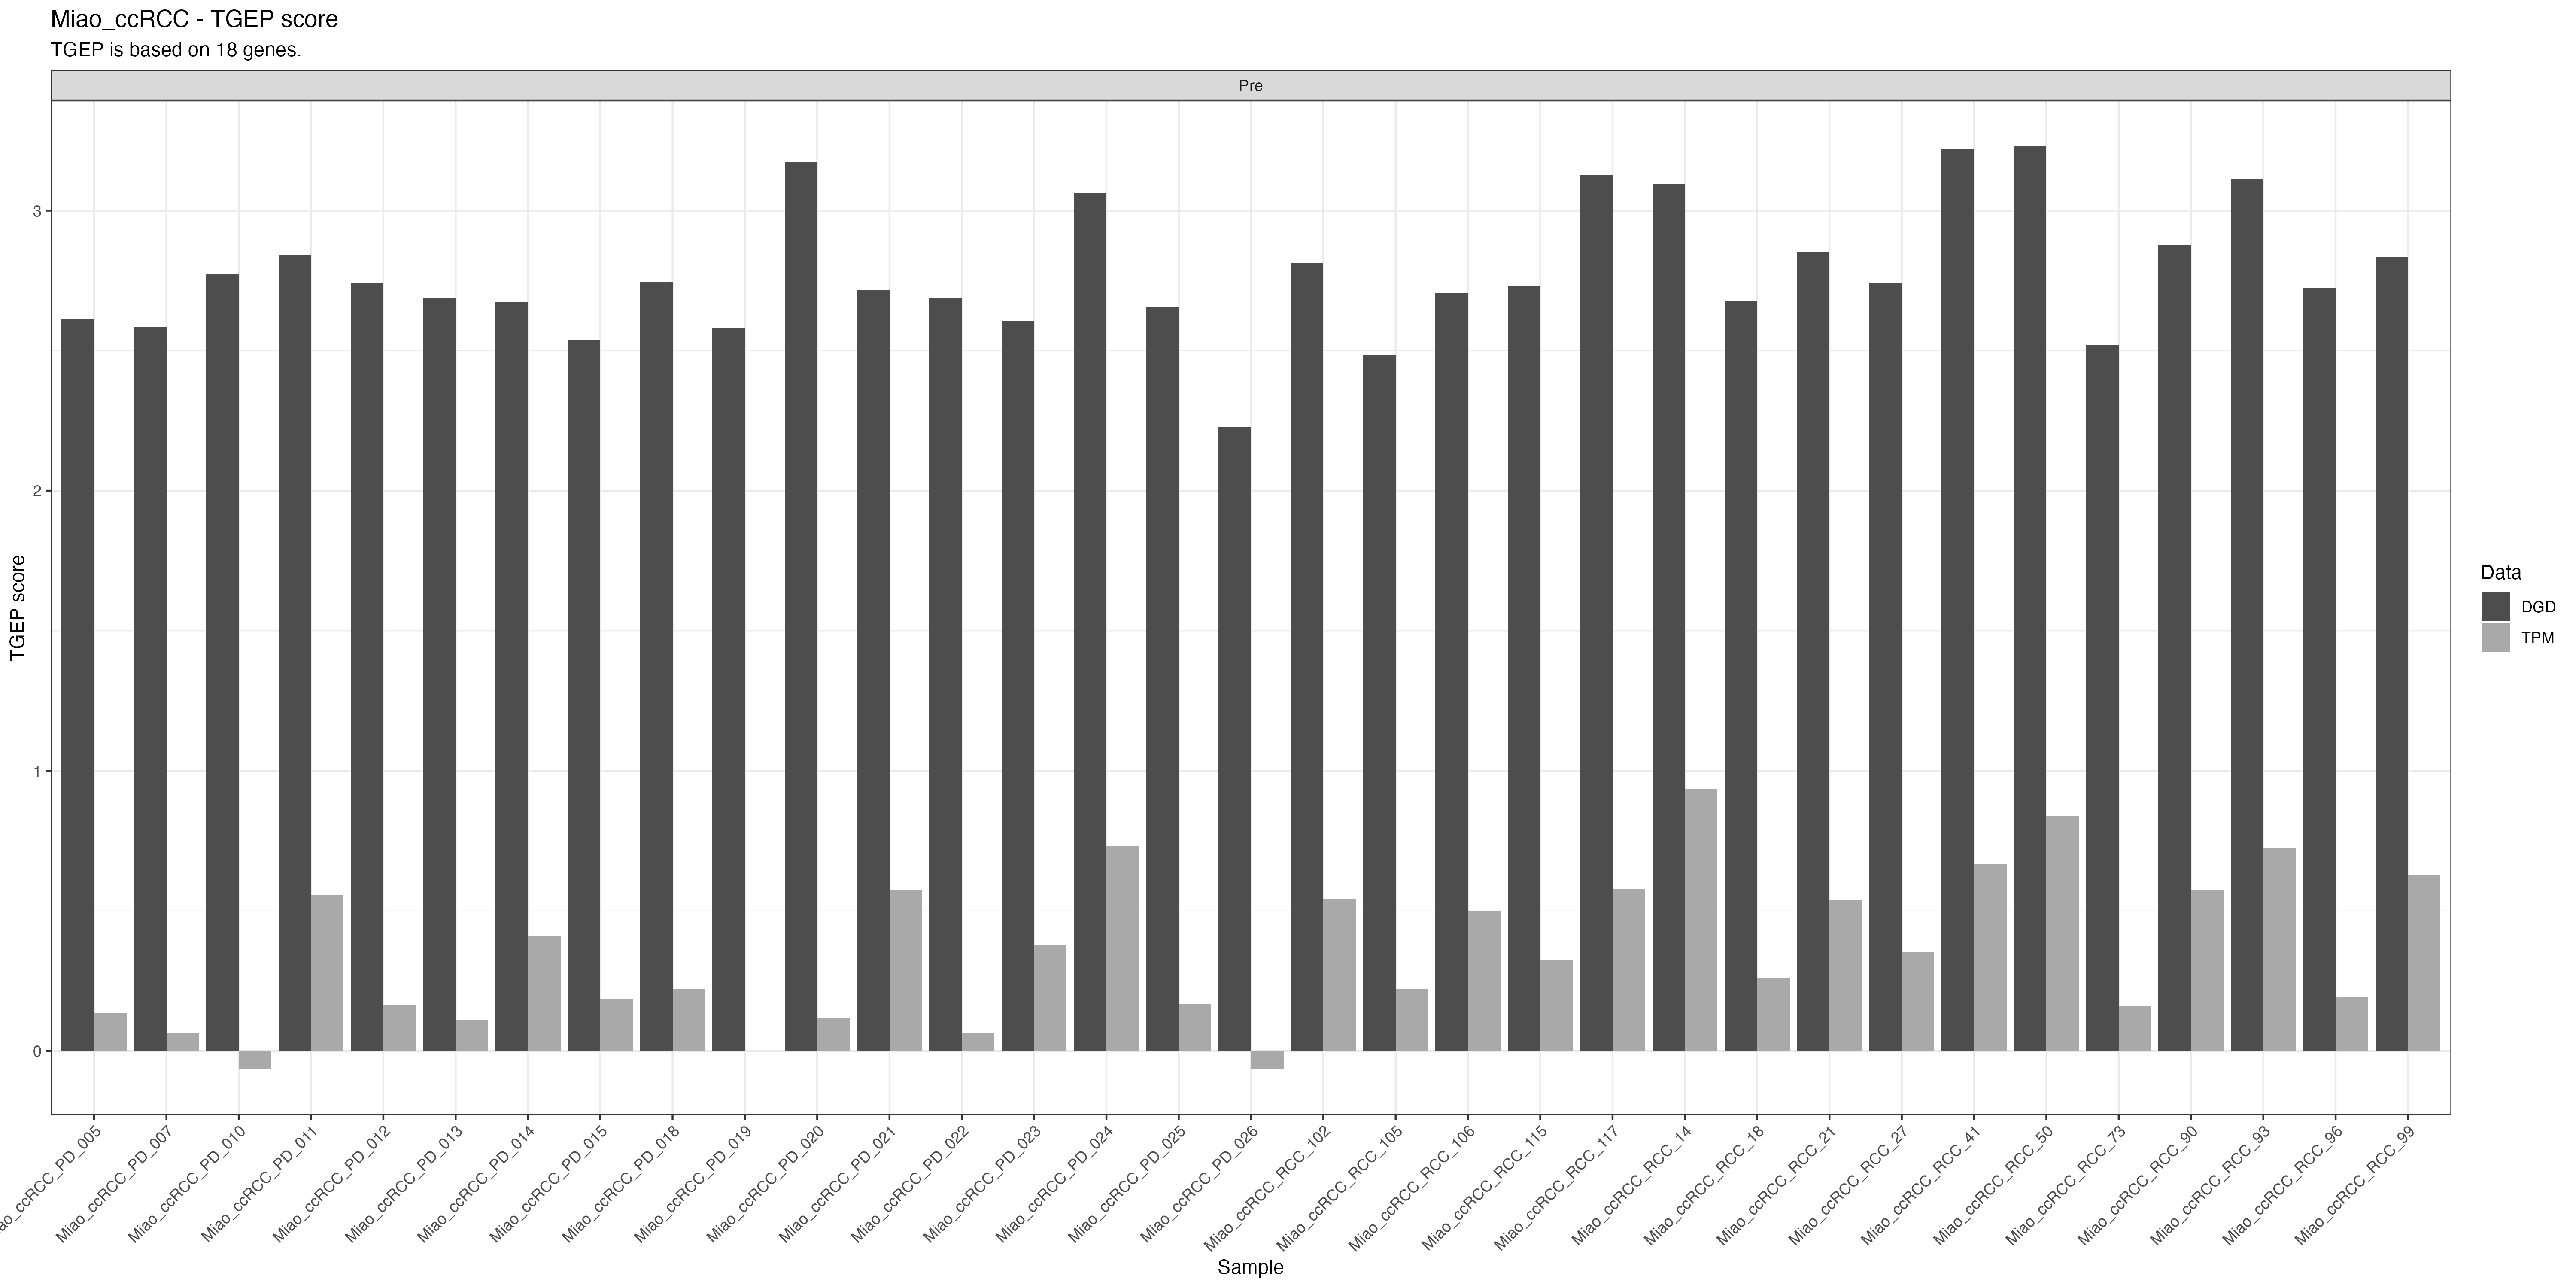 Miao_ccRCC - TGEP score
TGEP is based on 18 genes.
Pre
3
2
1
0
TGEP score
Data
DGD
TPM
Miao_ccRCC_PD_007
Miao_ccRCC_PD_010
Miao_ccRCC_PD_011
Miao_ccRCC_PD_012
Miao_ccRCC_PD_013
Miao_ccRCC_PD_014
Miao_ccRCC_PD_015
Miao_ccRCC_PD_018
Miao_ccRCC_PD_019
Miao_ccRCC_PD_020
Miao_ccRCC_PD_021
Miao_ccRCC_PD_022
Miao_ccRCC_PD_023
Miao_ccRCC_PD_024
Miao_ccRCC_PD_025
Miao_ccRCC_PD_026
Miao_ccRCC_RCC_102
Miao_ccRCC_RCC_105
Miao_ccRCC_RCC_106
Miao_ccRCC_RCC_115
Miao_ccRCC_RCC_117
Miao_ccRCC_RCC_14
Miao_ccRCC_RCC_18
Miao_ccRCC_RCC_21
Miao_ccRCC_RCC_27
Miao_ccRCC_RCC_41
Miao_ccRCC_RCC_50
Miao_ccRCC_RCC_73
Miao_ccRCC_RCC_90
Miao_ccRCC_RCC_93
Miao_ccRCC_RCC_96
Miao_ccRCC_RCC_99
Sample